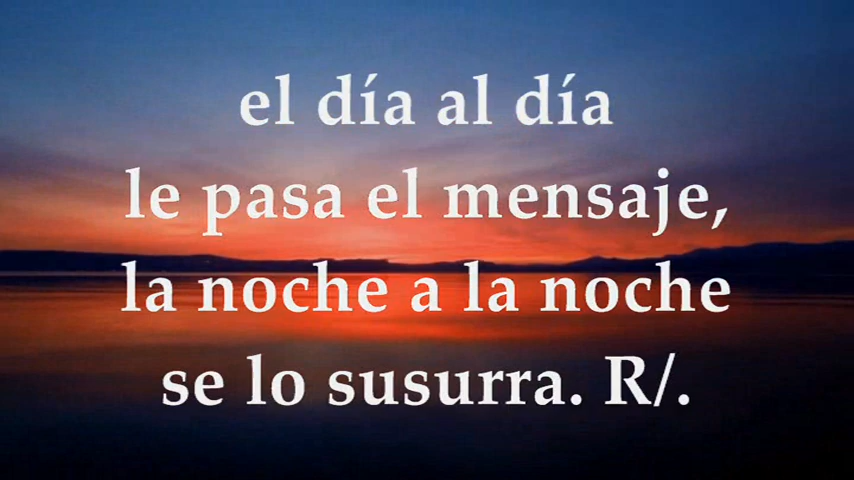 el día al día
le pasa el mensaje,
la noche a la noche
se lo susurra. R/.